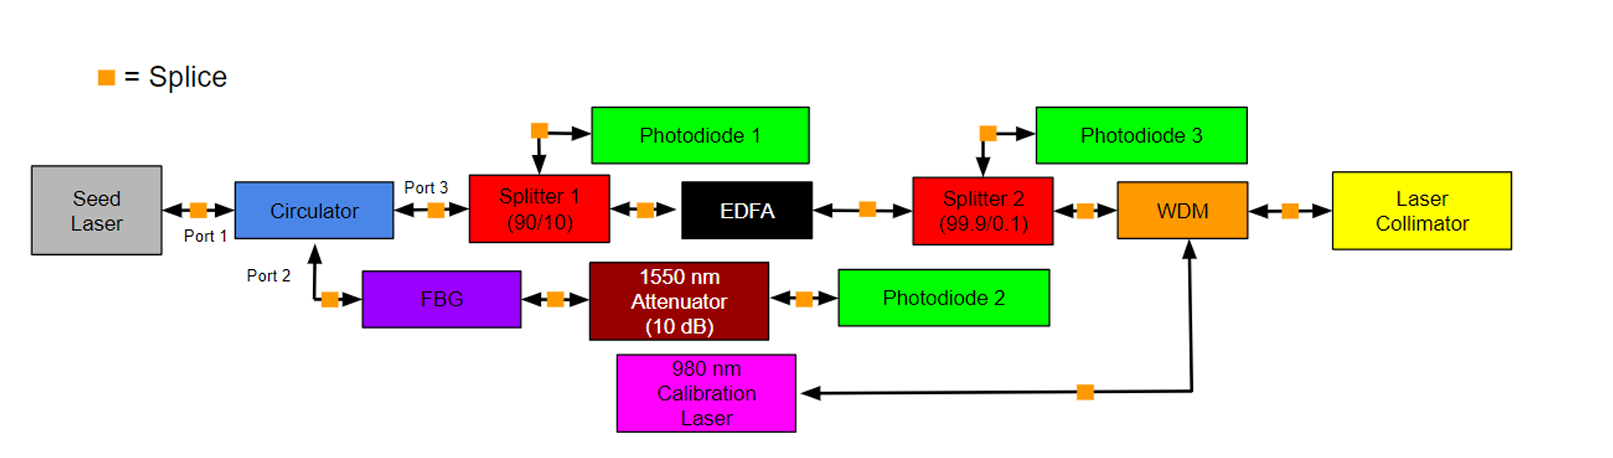 = Splice
Photodiode 1
Photodiode 3
Seed
Laser
Port 1
Circulator
Port 3
Splitter 1
(90/10)
EDFA
Splitter 2
(99.9/0.1)
WDM
Laser
Collimator
Port 2
FBG
1550 nm
Attenuator
(10 dB)
Photodiode 2
980 nm
Calibration
Laser